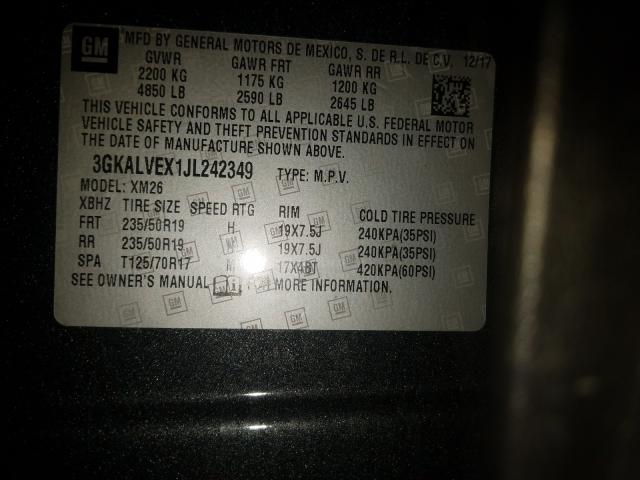 GM
*MFD BY GENERAL MOTORS DE MEXICO, S. DE R.L. DE C.V. 12/17
GVWR GAWR FRT GAWR RR
2200 KG 1175 KG 1200 KG
4850 LB 2590 LB 2645 LB
THIS VEHICLE CONFORMS TO ALL APPLICABLE U.S. FEDERAL MOTOR
VEHICLE SAFETY AND THEFT PREVENTION STANDARDS IN EFFECT ON
THE DATE OF MANUFACTURE SHOWN ABOVE.
3GKALVEX1JL242349 TYPE: M.P.V.
MODEL: XM26
XBHZ TIRE SIZE SPEED RTG RIM COLD TIRE PRESSURE
FRT 235/50R19 H 19X7.5J 240KPA(35PSI)
RR 235/50R19 19X7.5J 240KPA(35PSI)
SPA T125/70R17 M 17X4BT 420KPA(60PSI)
SEE OWNER'S MANUAL MORE INFORMATION.